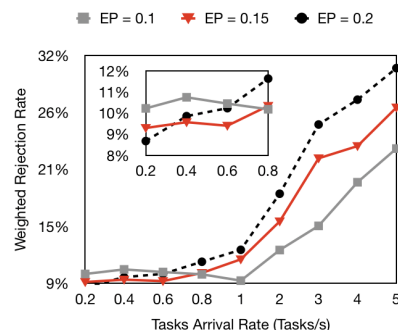 EP = 0.1 EP = 0.15 EP = 0.2
32%
26%
21%
15%
9%
Weighted Rejection Rate
12%
11%
10%
9%
8%
0.2 0.4 0.6 0.8
0.2 0.4 0.6 0.8 1 2 3 4 5
Tasks Arrival Rate (Tasks/s)